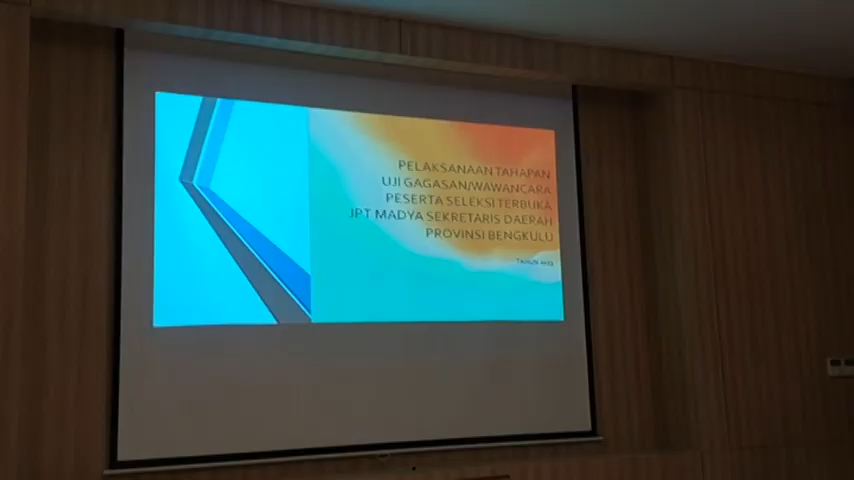 PELAKSANAAN TAHAPAN
UJI GAGASAN/WAWANCARA
PESERTA SELEKSI TERBUKA
JPT MADYA SEKRETARIS DAERAH
PROVINSI BENGKULU
TAHUN